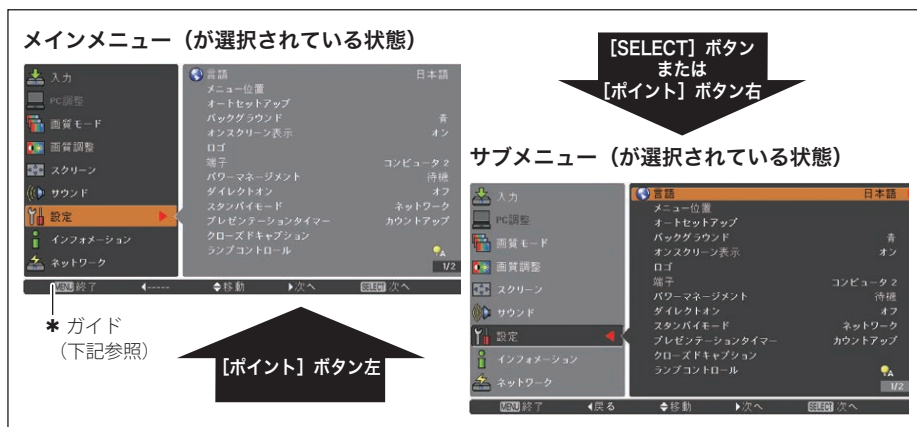 メインメニュー（が選択されている状態）
入力
PC調整
画質モード
画質調整
スクリーン
サウンド
設定
インフォメーション
ネットワーク
言語 日本語
メニュー位置
オートセットアップ
バックグラウンド 青
オンスクリーン表示 オン
ロゴ
端子 コンピュータ 2
パワーマネージメント 待機
ダイレクトオン オフ
スタンバイモード ネットワーク
プレゼンテーションタイマー カウントアップ
クローズドキャプション
ランプコントロール
1/2
MENU 終了 ◀----- ◆移動 ▶次へ SELECT 次へ
＊ ガイド
（下記参照）
［ポイント］ボタン左
［SELECT］ボタン
または
［ポイント］ボタン右
サブメニュー（が選択されている状態）
入力
PC調整
画質モード
画質調整
スクリーン
サウンド
設定
インフォメーション
ネットワーク
言語 日本語
メニュー位置
オートセットアップ
バックグラウンド 青
オンスクリーン表示 オン
ロゴ
端子 コンピュータ 2
パワーマネージメント 待機
ダイレクトオン オフ
スタンバイモード ネットワーク
プレゼンテーションタイマー カウントアップ
クローズドキャプション
ランプコントロール
1/2
MENU 終了 ◀戻る ◆移動 ▶次へ SELECT 次へ